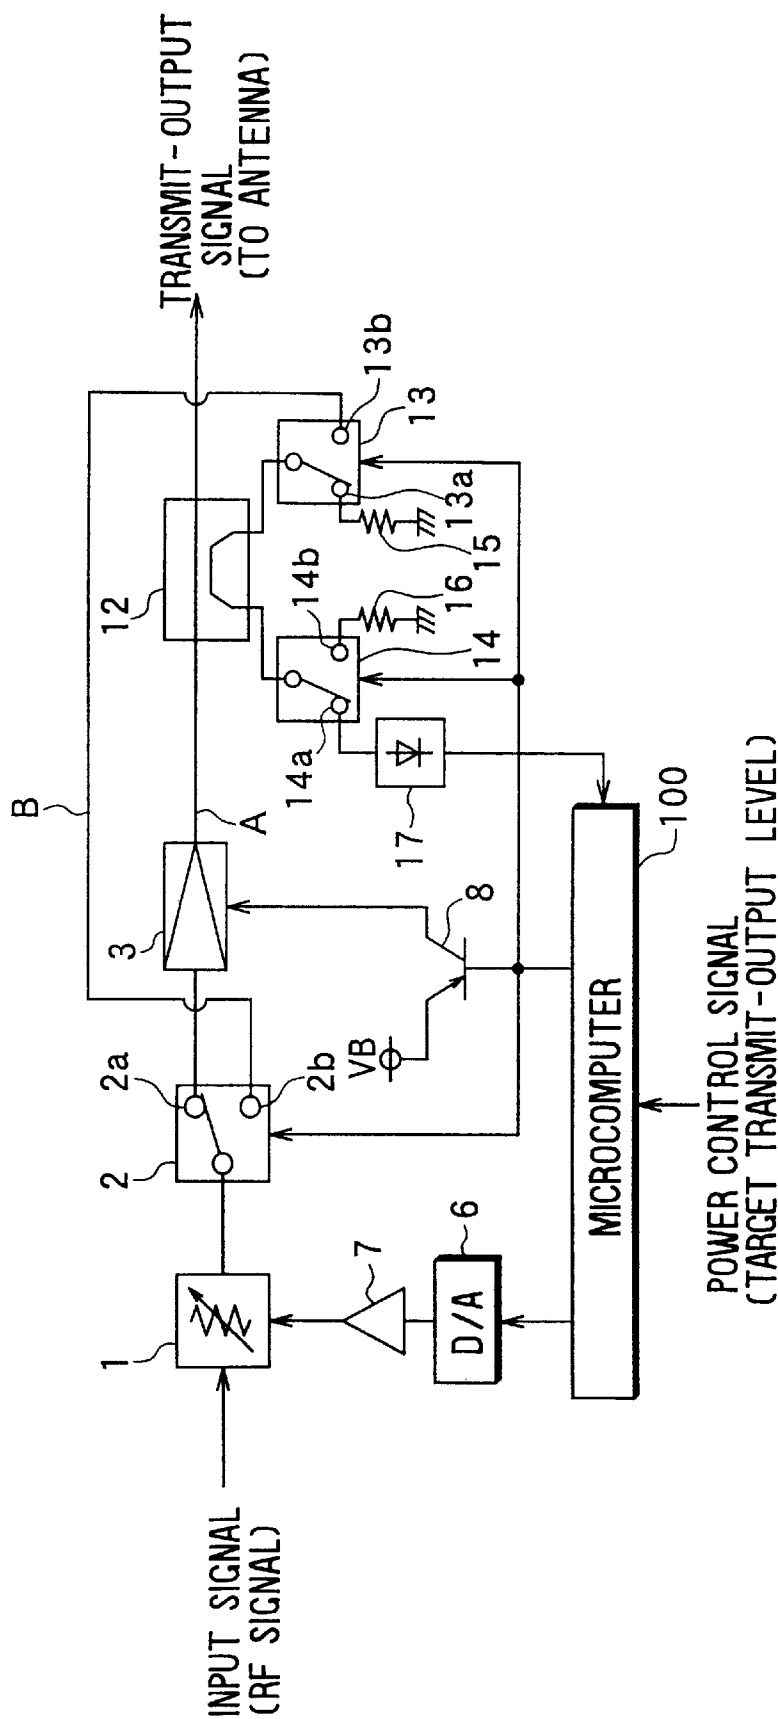 TRANSMIT-OUTPUT
SIGNAL
(TO ANTENNA)
B
A
12
13b
13
13a
15
14b
16
14
14a
17
3
8
VB
2a
2b
2
1
7
6
D/A
100
MICROCOMPUTER
INPUT SIGNAL
(RF SIGNAL)
POWER CONTROL SIGNAL
(TARGET TRANSMIT-OUTPUT LEVEL)